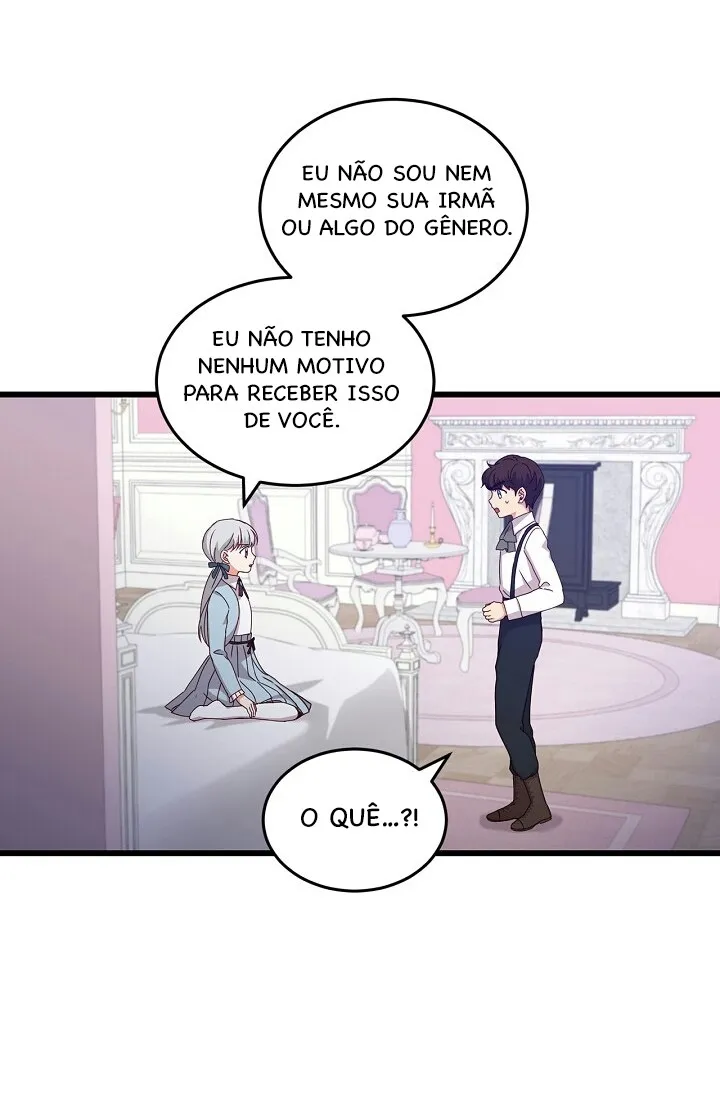 EU NÃO SOU NEM
MESMO SUA IRMÃ
OU ALGO DO GÊNERO.
EU NÃO TENHO
NENHUM MOTIVO
PARA RECEBER ISSO
DE VOCÊ.
O QUÊ...?!